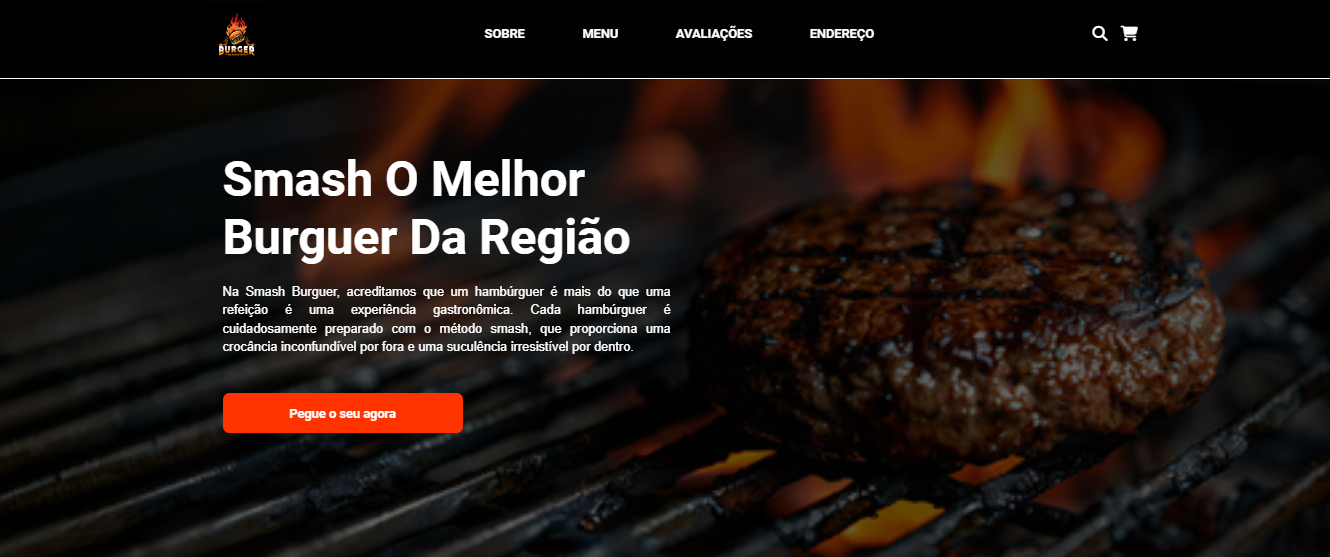 BURGER
SOBRE MENU AVALIAÇÕES ENDEREÇO
Smash O Melhor
Burguer Da Região
Na Smash Burguer, acreditamos que um hambúrguer é mais do que uma
refeição é uma experiência gastronômica. Cada hambúrguer é
cuidadosamente preparado com o método smash, que proporciona uma
crocância inconfundível por fora e uma suculência irresistível por dentro.
Pegue o seu agora